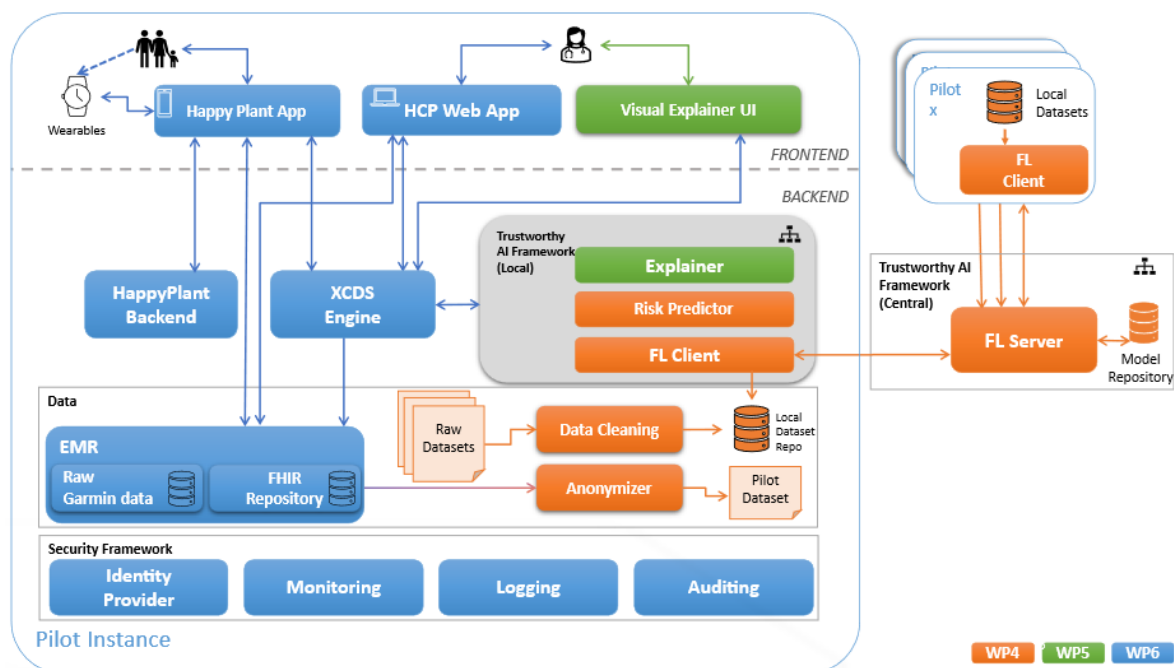 Wearables
Happy Plant App
HCP Web App
Visual Explainer UI
FRONTEND
BACKEND
Pilot
x
Local
Datasets
FL
Client
Trustworthy
AI Framework
(Local)
Explainer
Risk Predictor
FL Client
HappyPlant
Backend
XCDS
Engine
Trustworthy AI
Framework
(Central)
FL Server
Model
Repository
Data
EMR
Raw
Garmin data
FHIR
Repository
Raw
Datasets
Data Cleaning
Local
Dataset
Repo
Anonymizer
Pilot
Dataset
Security Framework
Identity
Provider
Monitoring
Logging
Auditing
Pilot Instance
WP4
WP5
WP6